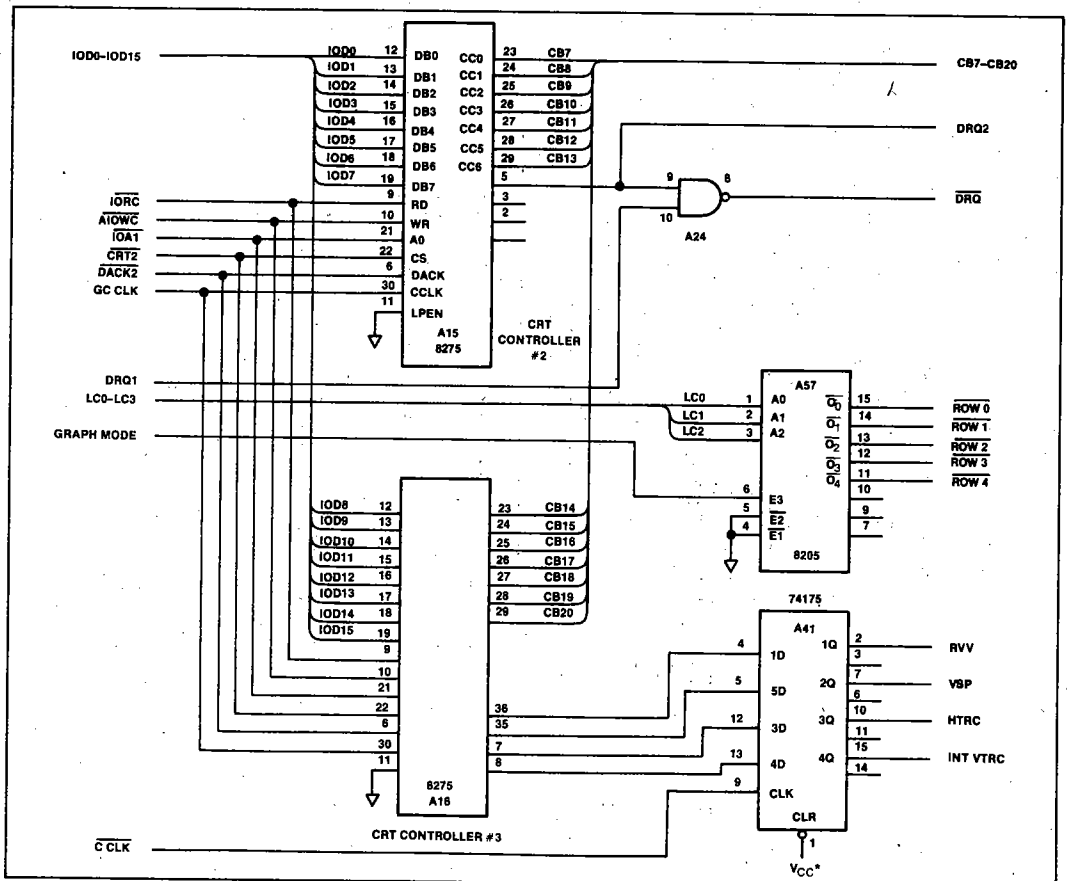 IOD0–IOD15
IOD0 12 DB0 CC0 23 CB7
IOD1 13 DB1 CC1 24 CB8
IOD2 14 DB2 CC2 25 CB9
IOD3 15 DB3 CC3 26 CB10
IOD4 16 DB4 CC4 27 CB11
IOD5 17 DB5 CC5 28 CB12
IOD6 18 DB6 CC6 29 CB13
IOD7 19 DB7 5
CB7–CB20
DRQ2
9 8
10
A24
DRQ
IORC 9 RD 3
AIOWC 10 WR 2
IOA1 21 A0
CRT2 22 CS
DACK2 6 DACK
GC CLK 30 CCLK
11 LPEN
A15
8275
CRT
CONTROLLER
#2
DRQ1
LC0–LC3
GRAPH MODE
A57
LC0 1 A0 O0 15 ROW 0
LC1 2 A1 O1 14 ROW 1
LC2 3 A2 O2 13 ROW 2
O3 12 ROW 3
O4 11 ROW 4
6 E3 10
5 E2 9
4 E1 7
8205
IOD8 12 23 CB14
IOD9 13 24 CB15
IOD10 14 25 CB16
IOD11 15 26 CB17
IOD12 16 27 CB18
IOD13 17 28 CB19
IOD14 18 29 CB20
IOD15 19
9
10
21
22 36
6 35
30 7
11 8
8275
A16
CRT CONTROLLER #3
74175
A41
4 1D 1Q 2 RVV
3
5 5D 2Q 7 VSP
6
12 3D 3Q 10 HTRC
11
13 4D 4Q 15 INT VTRC
14
9 CLK
CLR
1
VCC*
C CLK